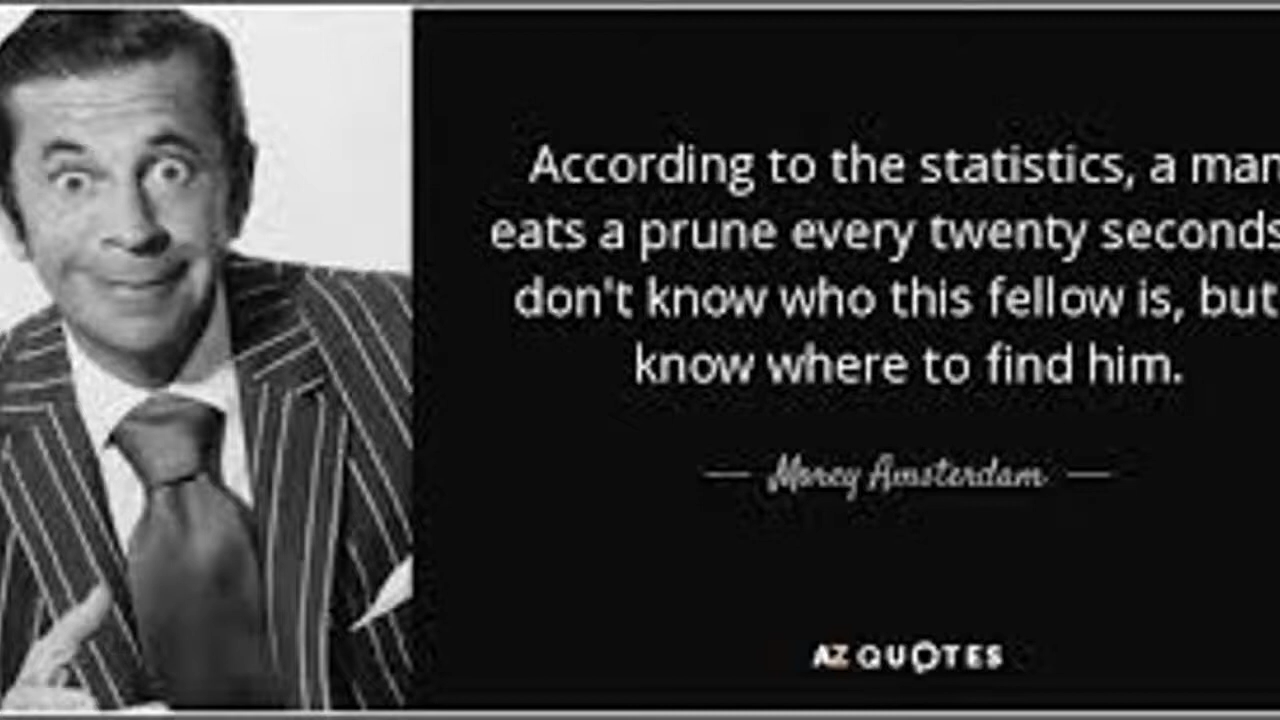 According to the statistics, a man
eats a prune every twenty seconds
don't know who this fellow is, but
know where to find him.
Morey Amsterdam
AZ QUOTES